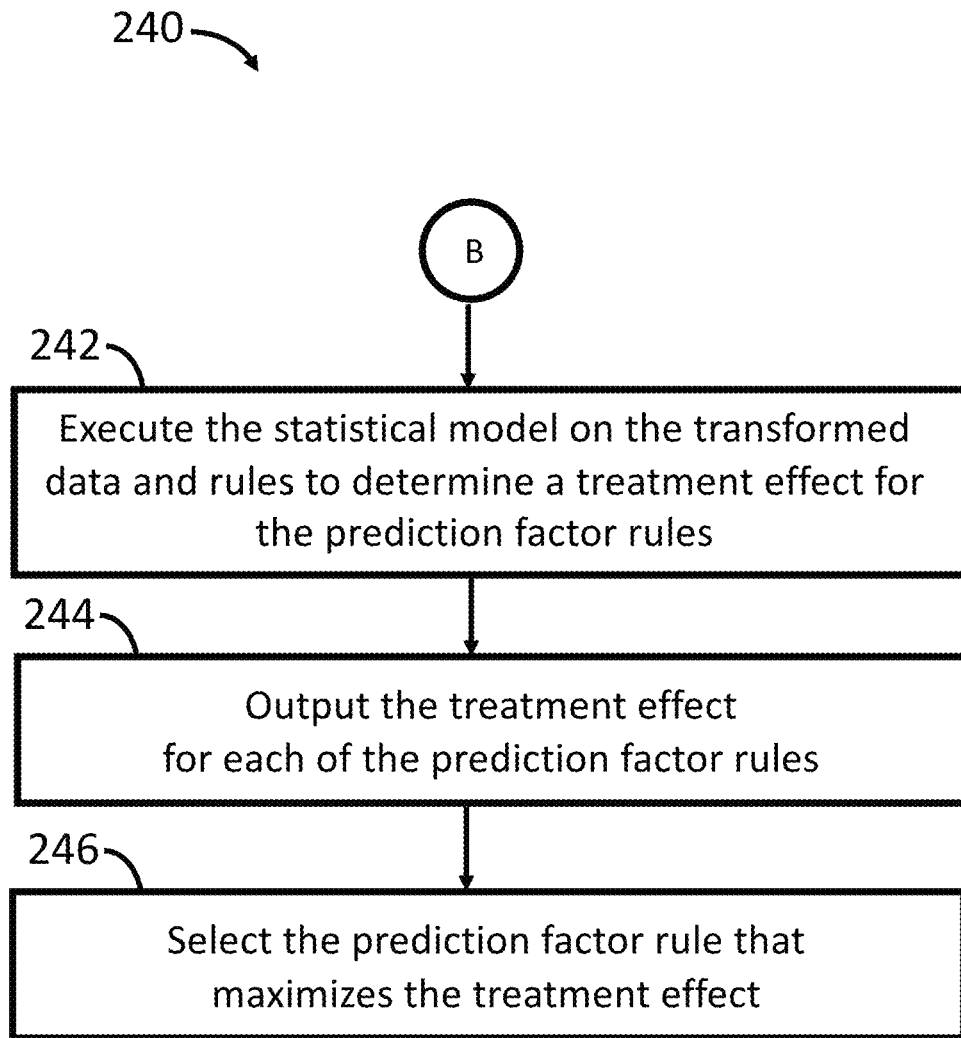 240
B
242
Execute the statistical model on the transformed
data and rules to determine a treatment effect for
the prediction factor rules
244
Output the treatment effect
for each of the prediction factor rules
246
Select the prediction factor rule that
maximizes the treatment effect